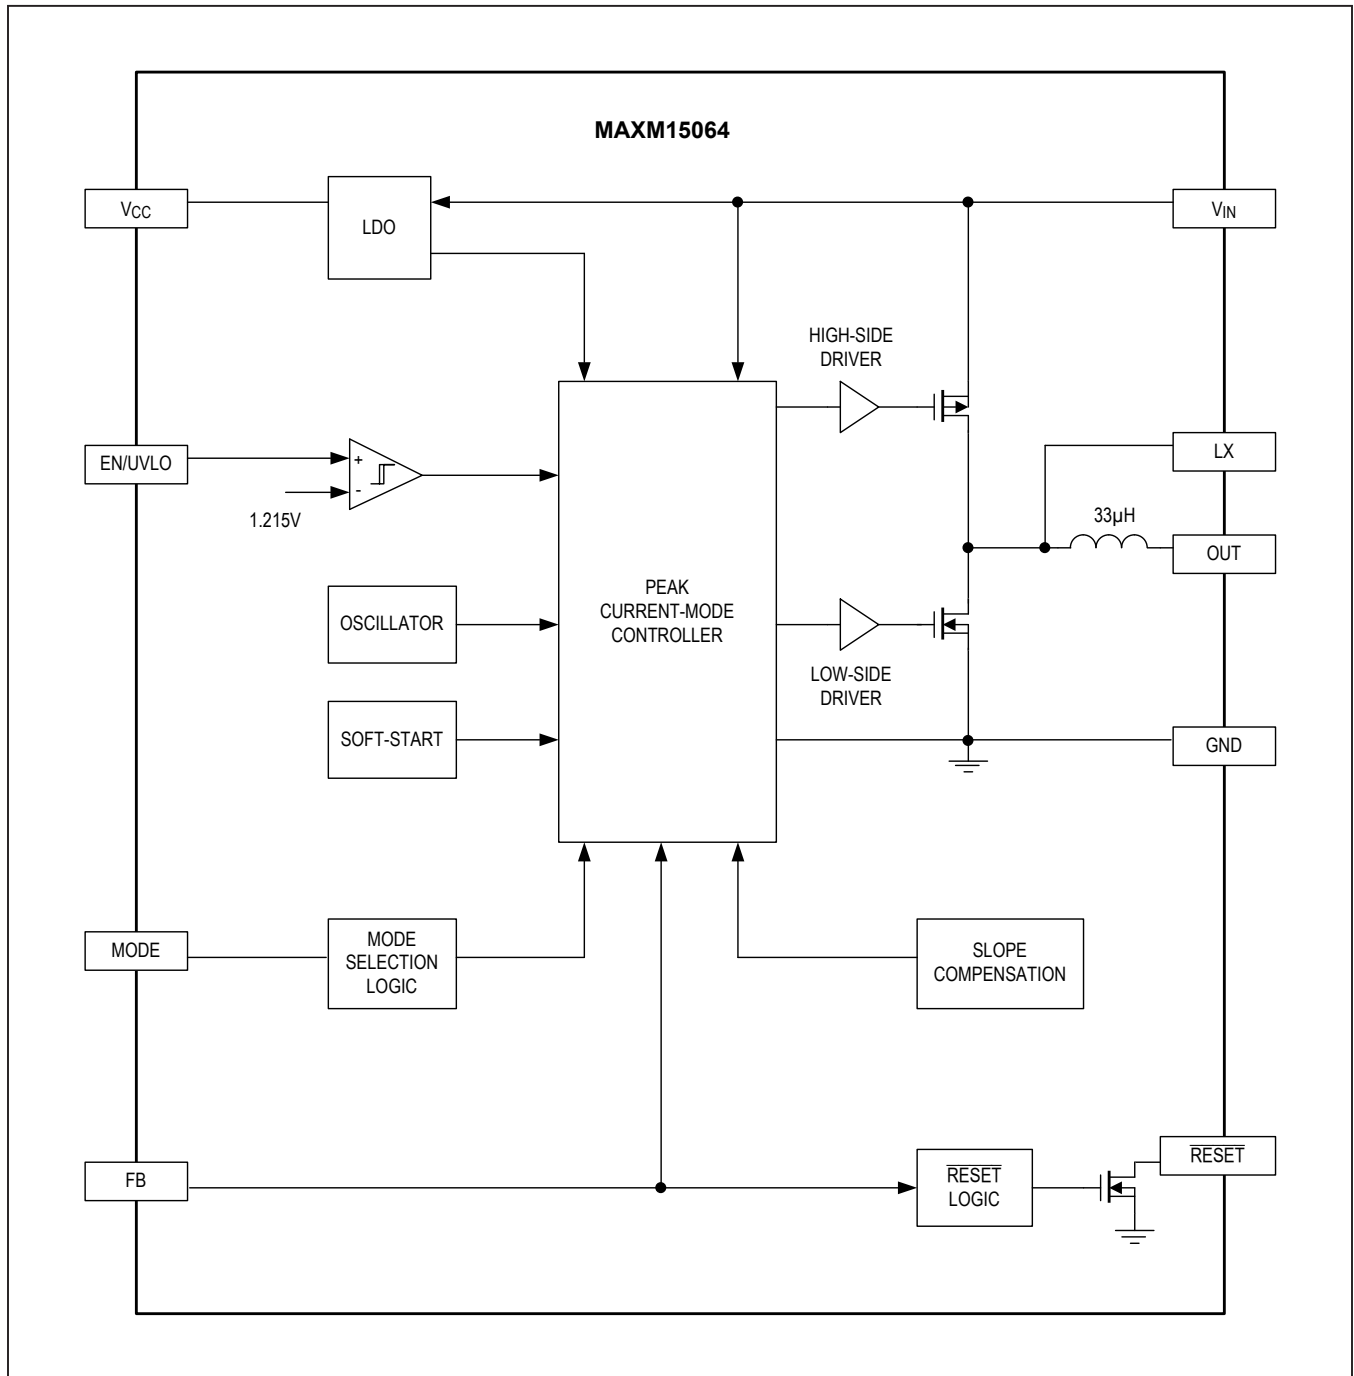 MAXM15064
VCC
LDO
VIN
HIGH-SIDE
DRIVER
EN/UVLO
+
-
1.215V
LX
33µH
OUT
PEAK
CURRENT-MODE
CONTROLLER
OSCILLATOR
LOW-SIDE
DRIVER
SOFT-START
GND
MODE
MODE
SELECTION
LOGIC
SLOPE
COMPENSATION
FB
RESET
LOGIC
RESET